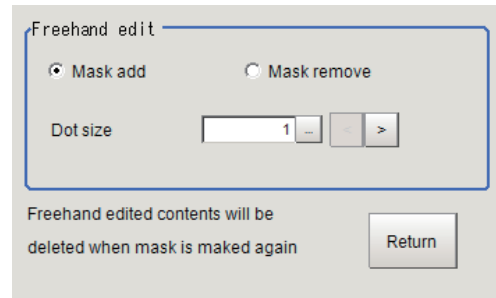 Freehand edit
Mask add Mask remove
Dot size 1 ... < >
Freehand edited contents will be
deleted when mask is maked again
Return